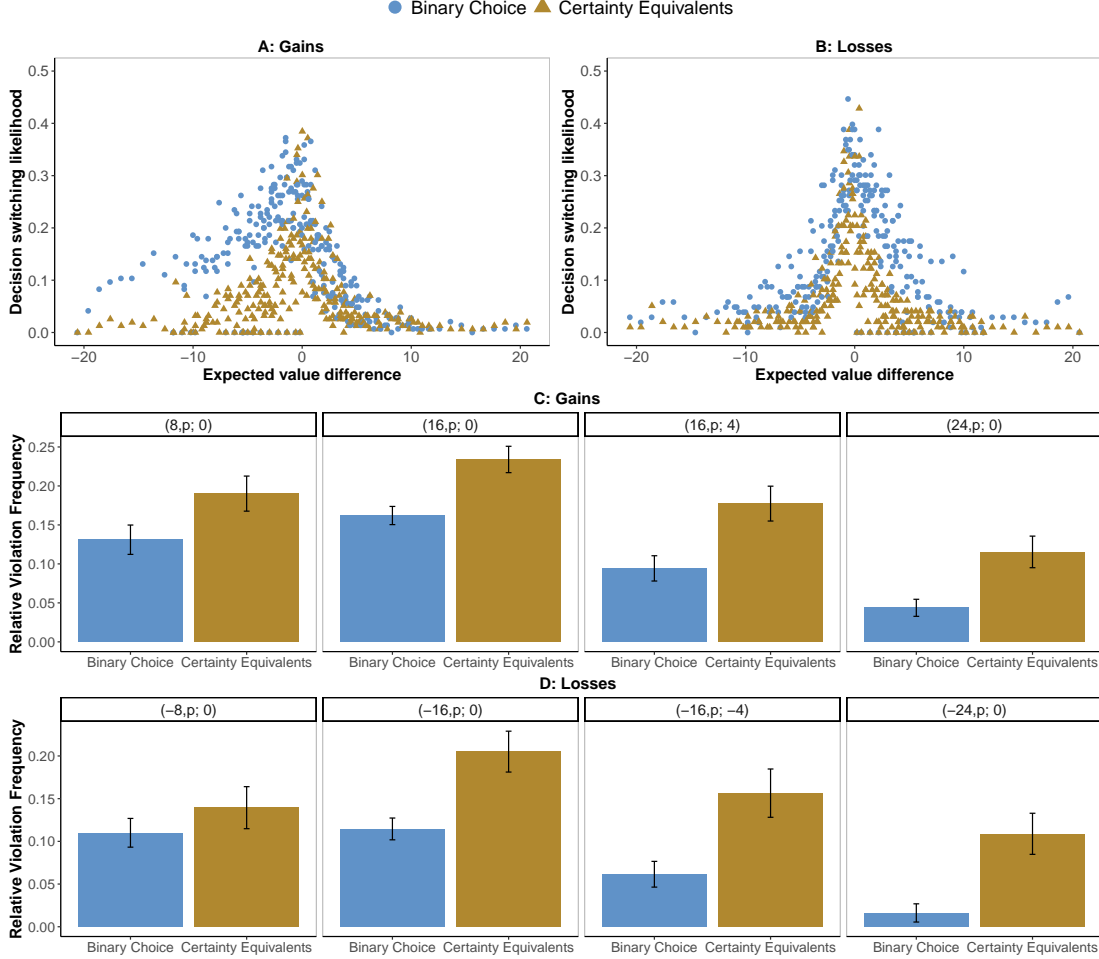 Binary Choice Certainty Equivalents
A: Gains
B: Losses
Decision switching likelihood
0.5
0.4
0.3
0.2
0.1
0.0
−20 −10 0 10 20
Expected value difference
Decision switching likelihood
0.5
0.4
0.3
0.2
0.1
0.0
−20 −10 0 10 20
Expected value difference
C: Gains
(8,p; 0) (16,p; 0) (16,p; 4) (24,p; 0)
Relative Violation Frequency
0.25
0.20
0.15
0.10
0.05
0.00
Binary Choice Certainty Equivalents Binary Choice Certainty Equivalents Binary Choice Certainty Equivalents Binary Choice Certainty Equivalents
D: Losses
(−8,p; 0) (−16,p; 0) (−16,p; −4) (−24,p; 0)
Relative Violation Frequency
0.20
0.15
0.10
0.05
0.00
Binary Choice Certainty Equivalents Binary Choice Certainty Equivalents Binary Choice Certainty Equivalents Binary Choice Certainty Equivalents